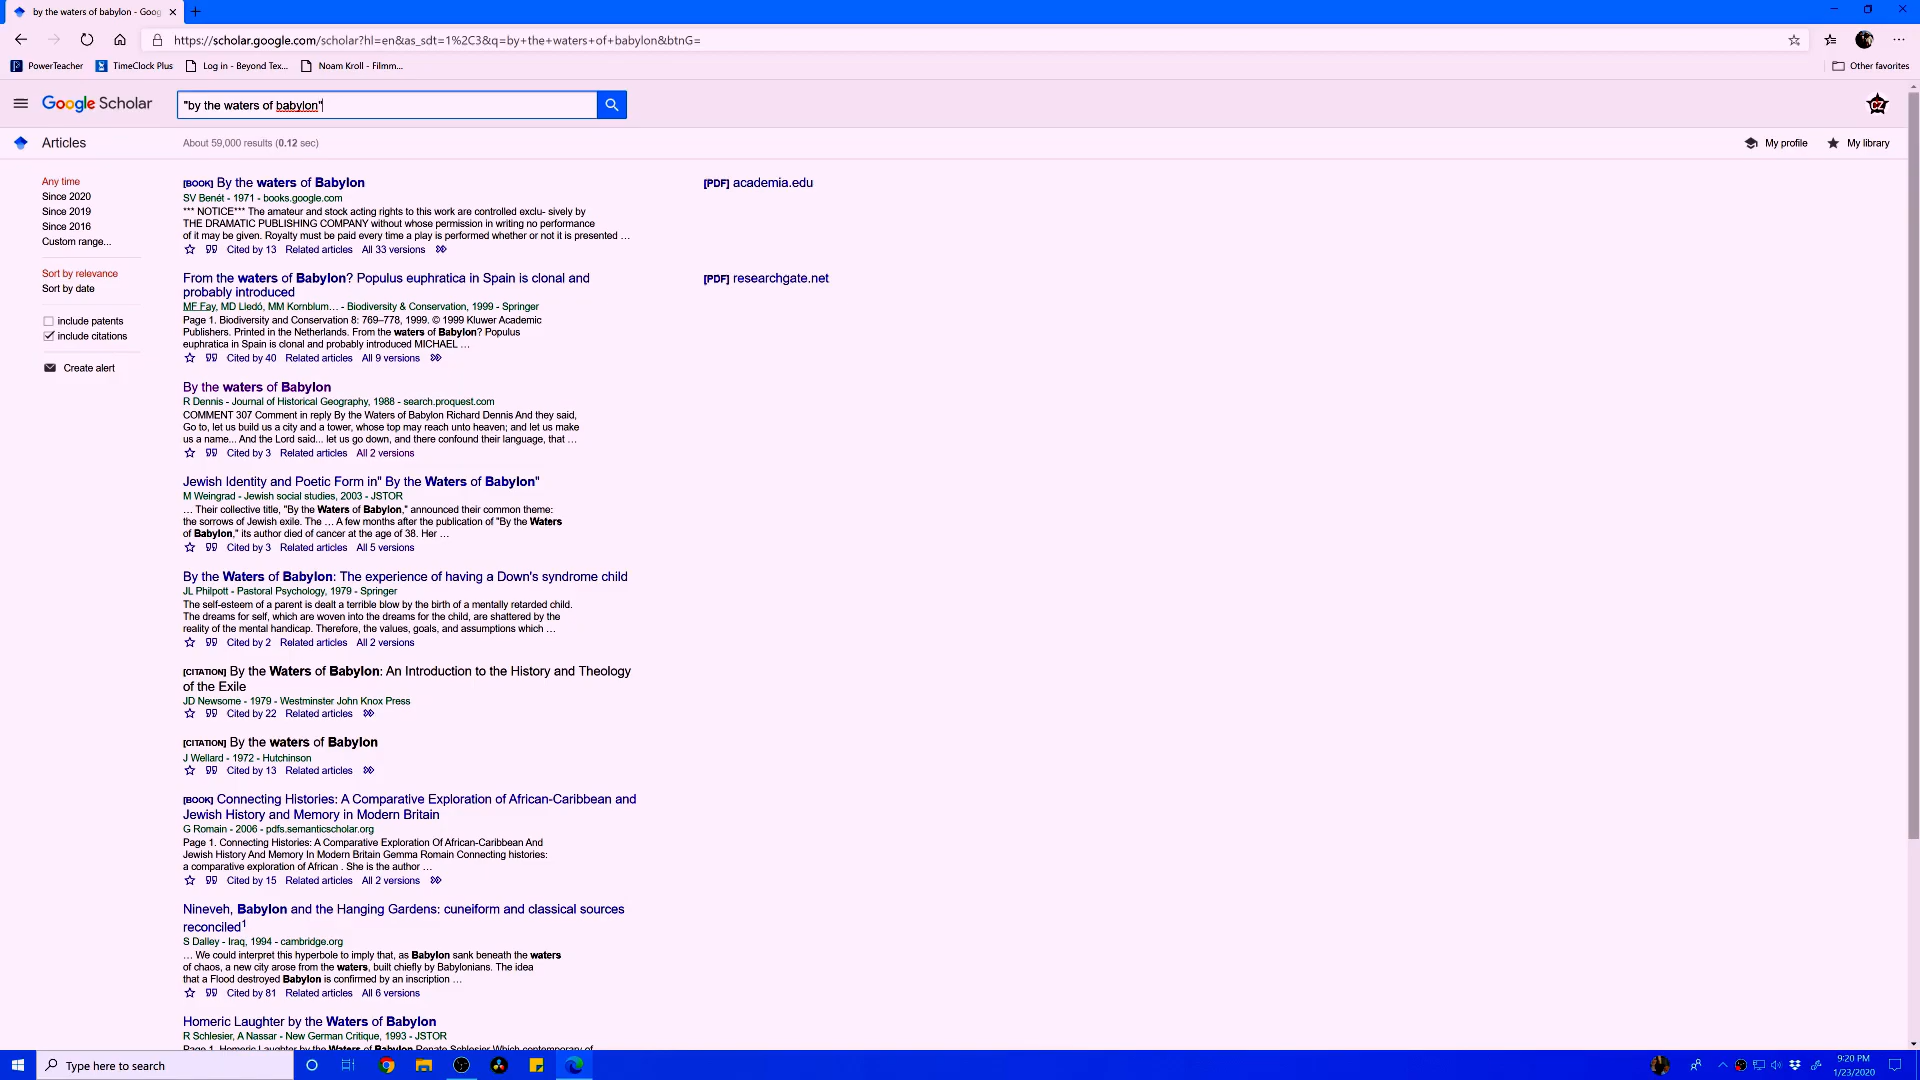 by the waters of babylon - Goog
https://scholar.google.com/scholar?hl=en&as_sdt=1%2C3&q=by+the+waters+of+babylon&btnG=
PowerTeacher TimeClock Plus Log in - Beyond Tex... Noam Kroll - Filmm... Other favorites
Google Scholar "by the waters of babylon"
Articles About 59,000 results (0.12 sec) My profile My library
Any time
Since 2020
Since 2019
Since 2016
Custom range...
Sort by relevance
Sort by date
include patents
include citations
Create alert
[BOOK] By the waters of Babylon
SV Benét - 1971 - books.google.com
*** NOTICE*** The amateur and stock acting rights to this work are controlled exclu- sively by
THE DRAMATIC PUBLISHING COMPANY without whose permission in writing no performance
of it may be given. Royalty must be paid every time a play is performed whether or not it is presented …
Cited by 13 Related articles All 33 versions
[PDF] academia.edu
From the waters of Babylon? Populus euphratica in Spain is clonal and
probably introduced
MF Fay, MD Lledó, MM Kornblum… - Biodiversity & Conservation, 1999 - Springer
Page 1. Biodiversity and Conservation 8: 769–778, 1999. © 1999 Kluwer Academic
Publishers. Printed in the Netherlands. From the waters of Babylon? Populus
euphratica in Spain is clonal and probably introduced MICHAEL …
Cited by 40 Related articles All 9 versions
[PDF] researchgate.net
By the waters of Babylon
R Dennis - Journal of Historical Geography, 1988 - search.proquest.com
COMMENT 307 Comment in reply By the Waters of Babylon Richard Dennis And they said,
Go to, let us build us a city and a tower, whose top may reach unto heaven; and let us make
us a name... And the Lord said... let us go down, and there confound their language, that …
Cited by 3 Related articles All 2 versions
Jewish Identity and Poetic Form in" By the Waters of Babylon"
M Weingrad - Jewish social studies, 2003 - JSTOR
… Their collective title, "By the Waters of Babylon," announced their common theme:
the sorrows of Jewish exile. The … A few months after the publication of "By the Waters
of Babylon," its author died of cancer at the age of 38. Her …
Cited by 3 Related articles All 5 versions
By the Waters of Babylon: The experience of having a Down's syndrome child
JL Philpott - Pastoral Psychology, 1979 - Springer
The self-esteem of a parent is dealt a terrible blow by the birth of a mentally retarded child.
The dreams for self, which are woven into the dreams for the child, are shattered by the
reality of the mental handicap. Therefore, the values, goals, and assumptions which …
Cited by 2 Related articles All 2 versions
[CITATION] By the Waters of Babylon: An Introduction to the History and Theology
of the Exile
JD Newsome - 1979 - Westminster John Knox Press
Cited by 22 Related articles
[CITATION] By the waters of Babylon
J Wellard - 1972 - Hutchinson
Cited by 13 Related articles
[BOOK] Connecting Histories: A Comparative Exploration of African-Caribbean and
Jewish History and Memory in Modern Britain
G Romain - 2006 - pdfs.semanticscholar.org
Page 1. Connecting Histories: A Comparative Exploration Of African-Caribbean And
Jewish History And Memory In Modern Britain Gemma Romain Connecting histories:
a comparative exploration of African . She is the author …
Cited by 15 Related articles All 2 versions
Nineveh, Babylon and the Hanging Gardens: cuneiform and classical sources
reconciled1
S Dalley - Iraq, 1994 - cambridge.org
… We could interpret this hyperbole to imply that, as Babylon sank beneath the waters
of chaos, a new city arose from the waters, built chiefly by Babylonians. The idea
that a Flood destroyed Babylon is confirmed by an inscription …
Cited by 81 Related articles All 6 versions
Homeric Laughter by the Waters of Babylon
R Schlesier, A Nassar - New German Critique, 1993 - JSTOR
Page 1. Homeric Laughter by the Waters of Babylon Renate Schlesier Which contemporary of
Type here to search
9:20 PM
1/23/2020